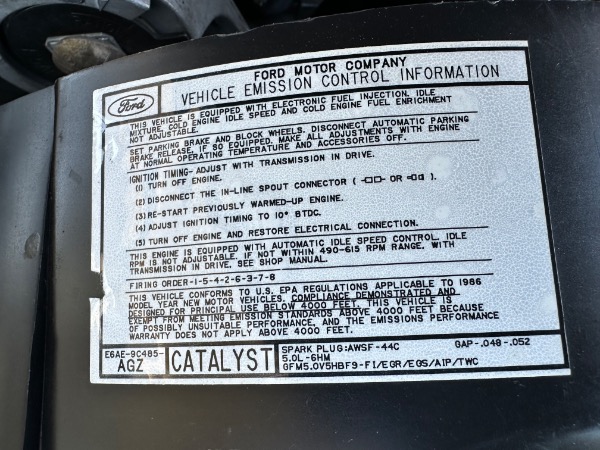 FORD MOTOR COMPANY
Ford
VEHICLE EMISSION CONTROL INFORMATION
THIS VEHICLE IS EQUIPPED WITH ELECTRONIC FUEL INJECTION. IDLE
MIXTURE, COLD ENGINE IDLE SPEED AND COLD ENGINE FUEL ENRICHMENT
NOT ADJUSTABLE.
SET PARKING BRAKE AND BLOCK WHEELS. DISCONNECT AUTOMATIC PARKING
BRAKE RELEASE, IF SO EQUIPPED. MAKE ALL ADJUSTMENTS WITH ENGINE
AT NORMAL OPERATING TEMPERATURE AND ACCESSORIES OFF.
IGNITION TIMING- ADJUST WITH TRANSMISSION IN DRIVE.
(1) TURN OFF ENGINE.
(2) DISCONNECT THE IN-LINE SPOUT CONNECTOR ( OR ).
(3) RE-START PREVIOUSLY WARMED-UP ENGINE.
(4) ADJUST IGNITION TIMING TO 10° BTDC.
(5) TURN OFF ENGINE AND RESTORE ELECTRICAL CONNECTION.
THIS ENGINE IS EQUIPPED WITH AUTOMATIC IDLE SPEED CONTROL. IDLE
RPM IS NOT ADJUSTABLE. IF NOT WITHIN 490-615 RPM RANGE, WITH
TRANSMISSION IN DRIVE, SEE SHOP MANUAL.
FIRING ORDER-1-5-4-2-6-3-7-8
THIS VEHICLE CONFORMS TO U.S. EPA REGULATIONS APPLICABLE TO 1986
MODEL YEAR NEW MOTOR VEHICLES, COMPLIANCE DEMONSTRATED AND
DESIGNED FOR PRINCIPAL USE BELOW 4000 FEET. THIS VEHICLE IS
EXEMPT FROM MEETING EMISSION STANDARDS ABOVE 4000 FEET BECAUSE
OF POSSIBLY UNSUITABLE PERFORMANCE, AND THE EMISSIONS PERFORMANCE
WARRANTY DOES NOT APPLY ABOVE 4000 FEET.
E6AE-9C485-
AGZ
CATALYST
SPARK PLUG:AWSF-44C GAP-.048-.052
5.0L-6HM
GFM5.0V5HBF9-FI/EGR/EGS/AIP/TWC